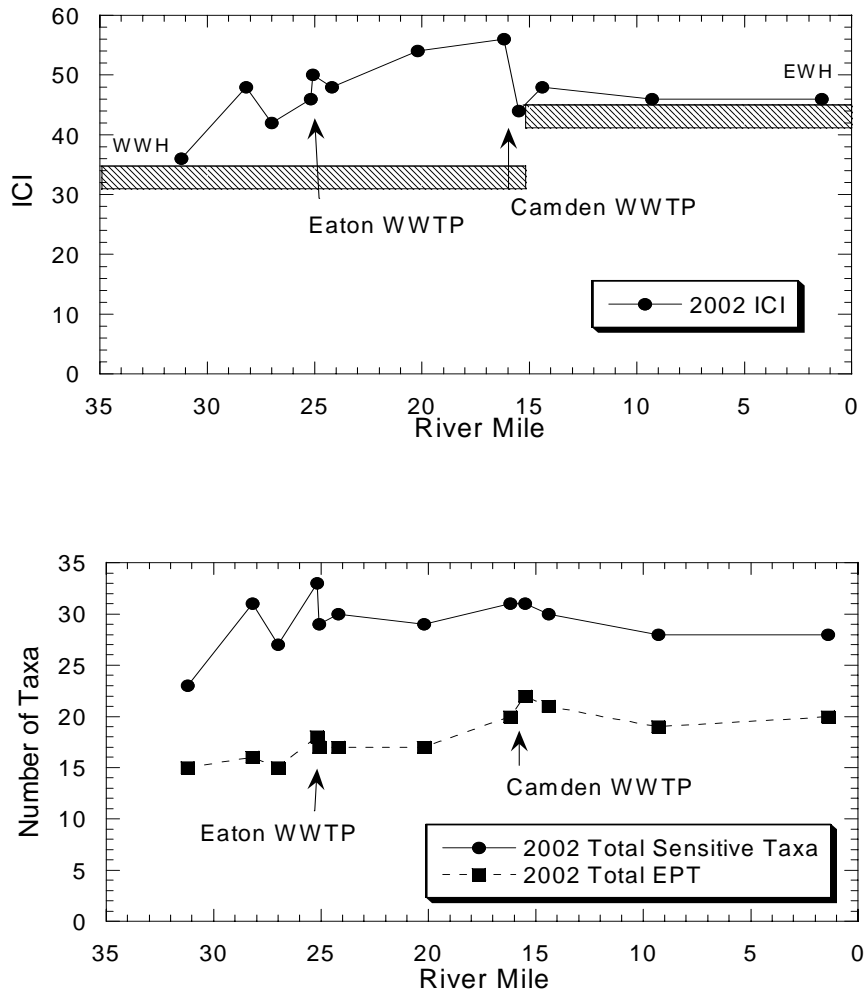 60
50
40
30
20
10
0
ICI
WWH
EWH
Eaton WWTP
Camden WWTP
2002 ICI
35 30 25 20 15 10 5 0
River Mile
35
30
25
20
15
10
5
0
Number of Taxa
Eaton WWTP
Camden WWTP
2002 Total Sensitive Taxa
2002 Total EPT
35 30 25 20 15 10 5 0
River Mile